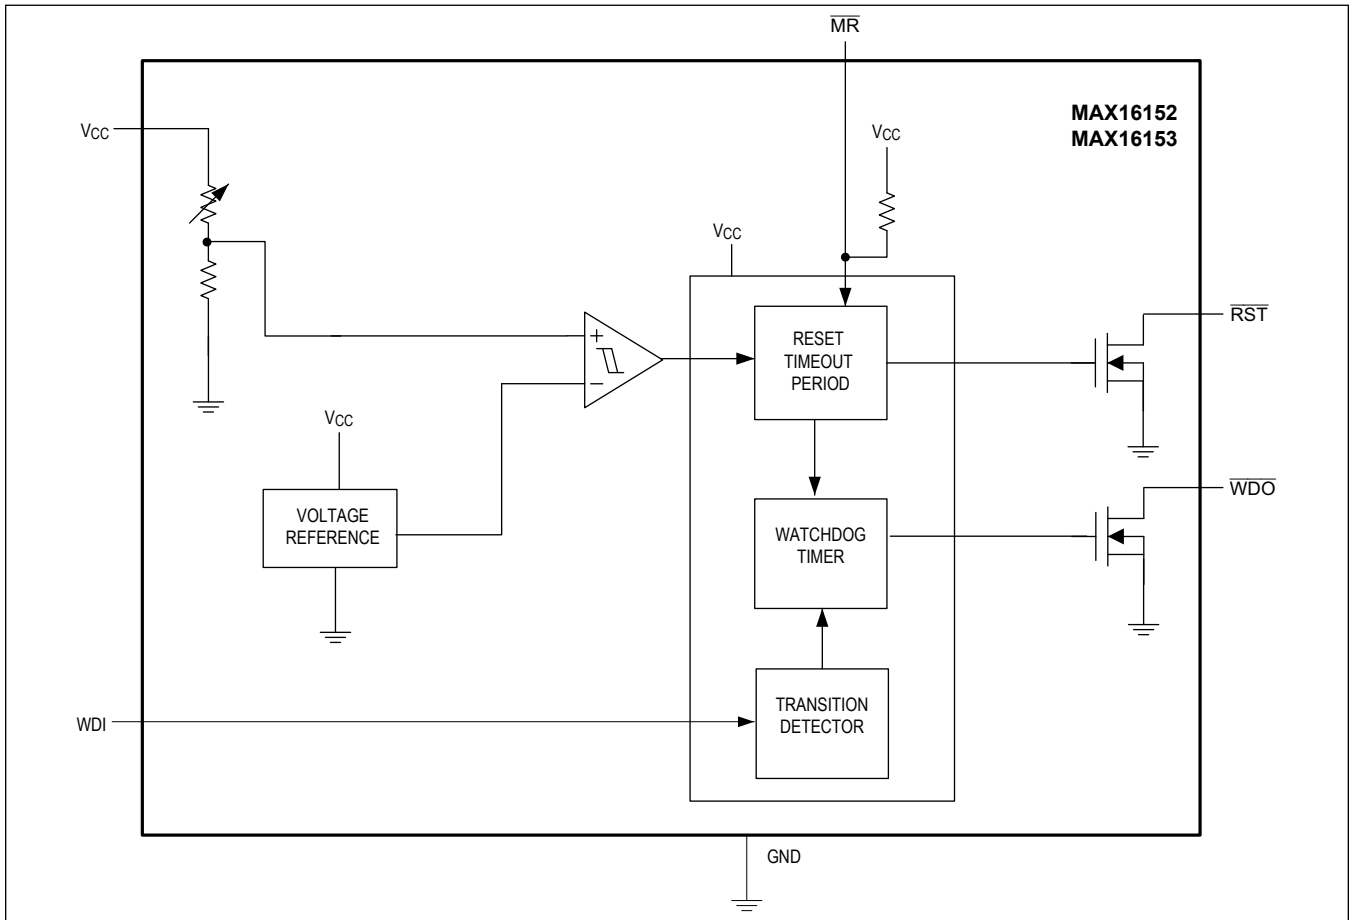 MR
MAX16152
MAX16153
VCC
VCC
VCC
RESET
TIMEOUT
PERIOD
RST
+
−
VCC
VOLTAGE
REFERENCE
WDO
WATCHDOG
TIMER
TRANSITION
DETECTOR
WDI
GND